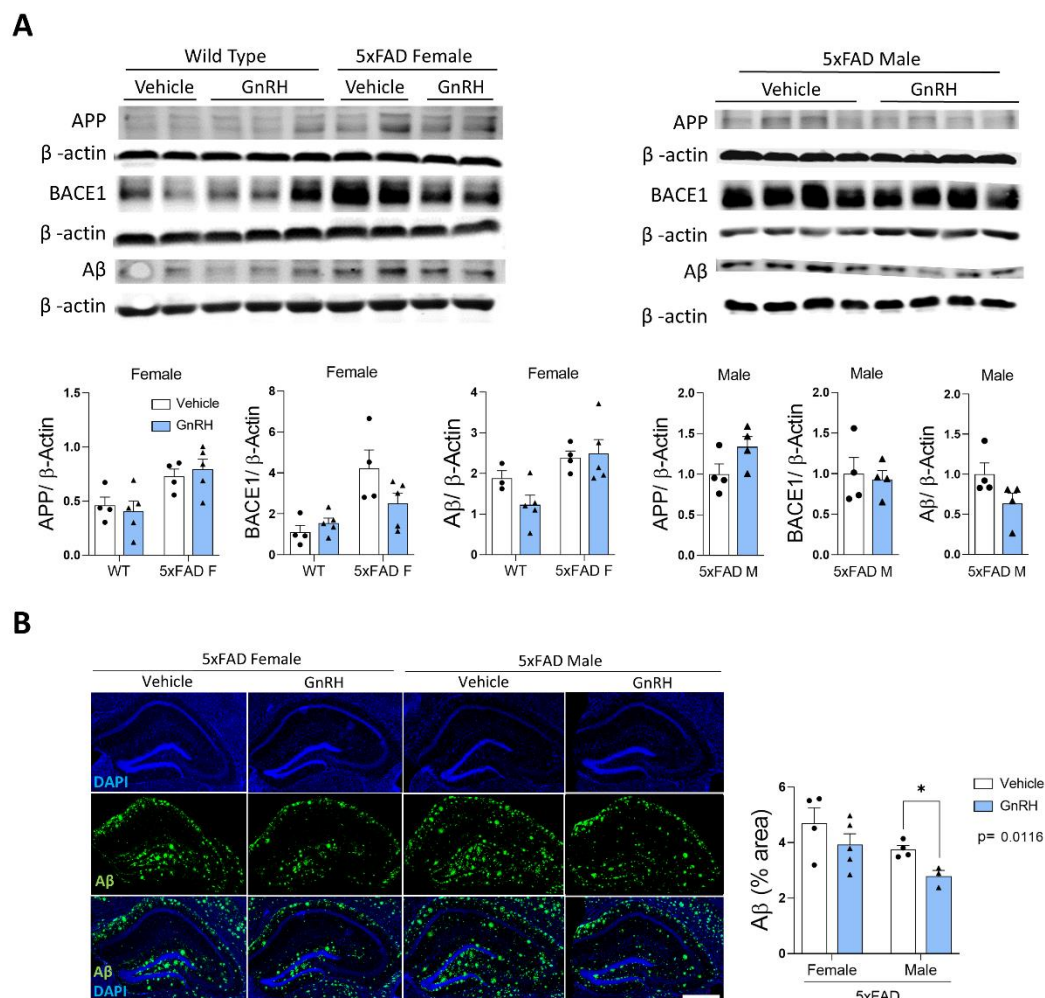 A
Wild Type 5xFAD Female
Vehicle GnRH Vehicle GnRH
APP
β -actin
BACE1
β -actin
Aβ
β -actin
5xFAD Male
Vehicle GnRH
APP
β -actin
BACE1
β -actin
Aβ
β -actin
Female
APP/ β-Actin
1.5
1.0
0.5
0.0
Vehicle
GnRH
WT 5xFAD F
Female
BACE1/ β-Actin
8
6
4
2
0
WT 5xFAD F
Female
Aβ/ β-Actin
4
3
2
1
0
WT 5xFAD F
Male
APP/ β-Actin
2.0
1.5
1.0
0.5
0.0
5xFAD M
Male
BACE1/ β-Actin
2.0
1.5
1.0
0.5
0.0
5xFAD M
Male
Aβ/ β-Actin
2.0
1.5
1.0
0.5
0.0
5xFAD M
B
5xFAD Female 5xFAD Male
Vehicle GnRH Vehicle GnRH
DAPI
Aβ
Aβ
DAPI
Aβ (% area)
6
4
2
0
*
Vehicle
GnRH
p= 0.0116
Female Male
5xFAD